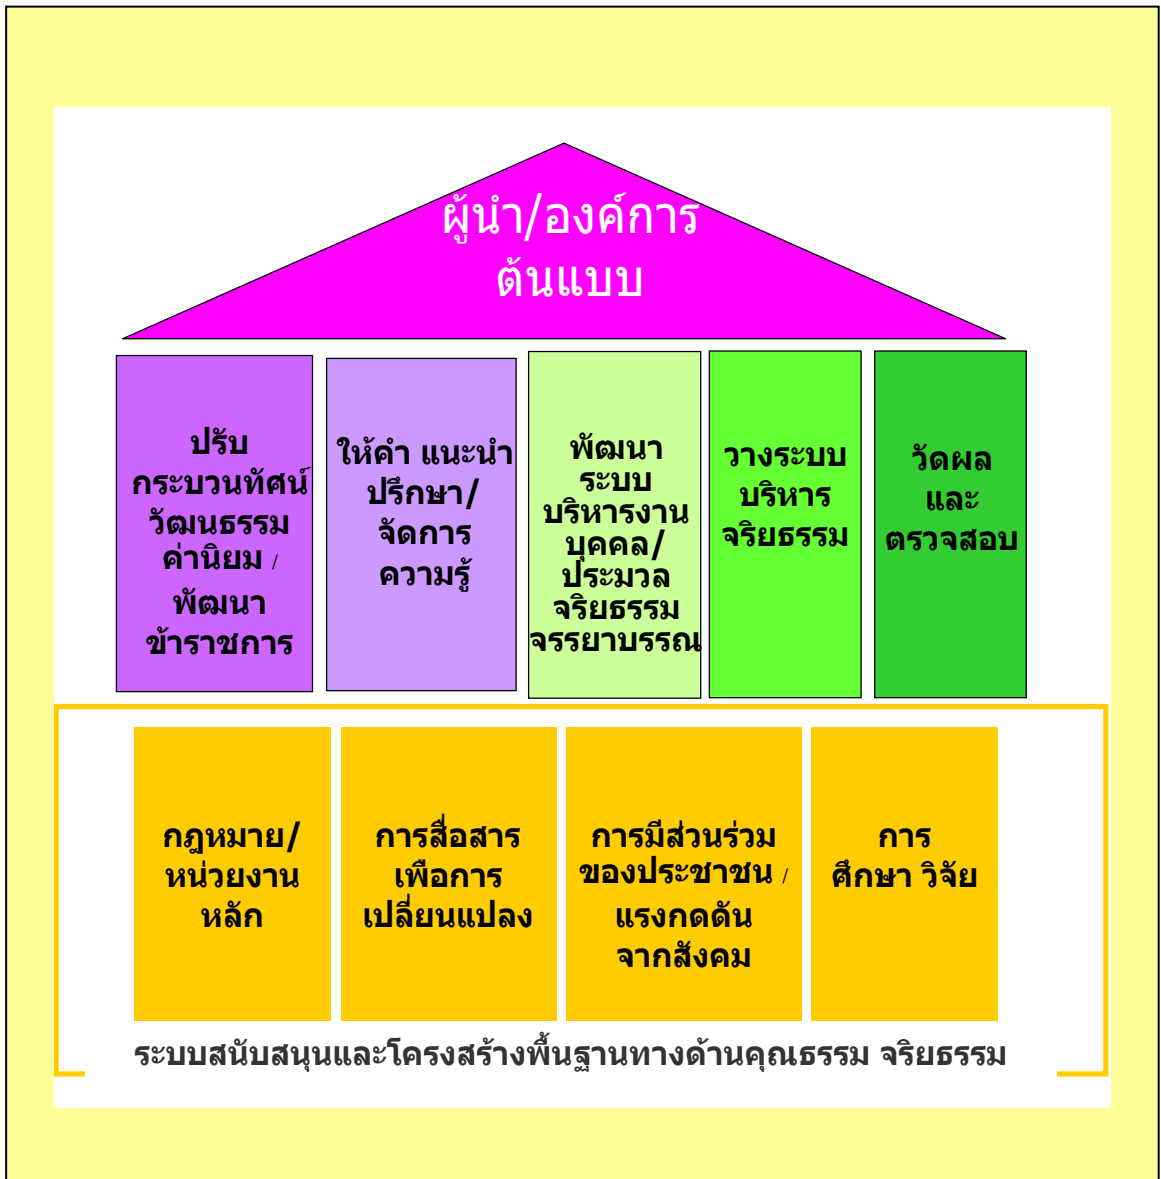 ผู้นำ/องค์การ
ต้นแบบ
ปรับ
กระบวนทัศน์
วัฒนธรรม
ค่านิยม /
พัฒนา
ข้าราชการ
ให้คำ แนะนำ
ปรึกษา/
จัดการ
ความรู้
พัฒนา
ระบบ
บริหารงาน
บุคคล/
ประมวล
จริยธรรม
จรรยาบรรณ
วางระบบ
บริหาร
จริยธรรม
วัดผล
และ
ตรวจสอบ
กฎหมาย/
หน่วยงาน
หลัก
การสื่อสาร
เพือการ
เปลี่ยนแปลง
การมีส่วนร่วม
ของประชาชน /
แรงกดดัน
จากสังคม
การ
ศึกษา วิจัย
ระบบสนับสนุนและโครงสร้างพื้นฐานทางด้านคุณธรรม จริยธรรม